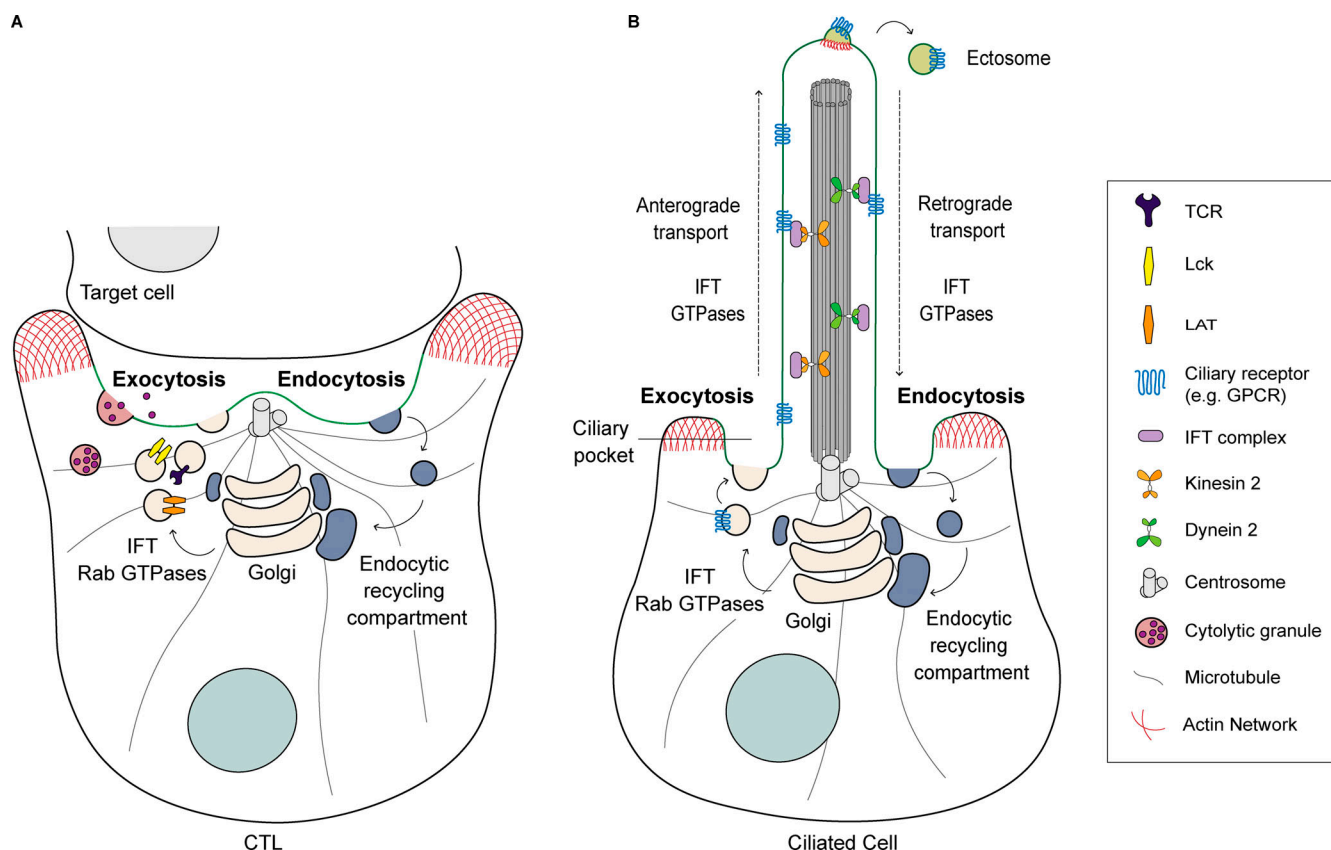 A
Target cell
Exocytosis
Endocytosis
IFT
Rab GTPases
Golgi
Endocytic
recycling
compartment
CTL
B
Ectosome
Anterograde
transport
IFT
GTPases
Retrograde
transport
IFT
GTPases
Exocytosis
Endocytosis
Ciliary
pocket
IFT
Rab GTPases
Golgi
Endocytic
recycling
compartment
Ciliated Cell
TCR
Lck
LAT
Ciliary receptor
(e.g. GPCR)
IFT complex
Kinesin 2
Dynein 2
Centrosome
Cytolytic granule
Microtubule
Actin Network